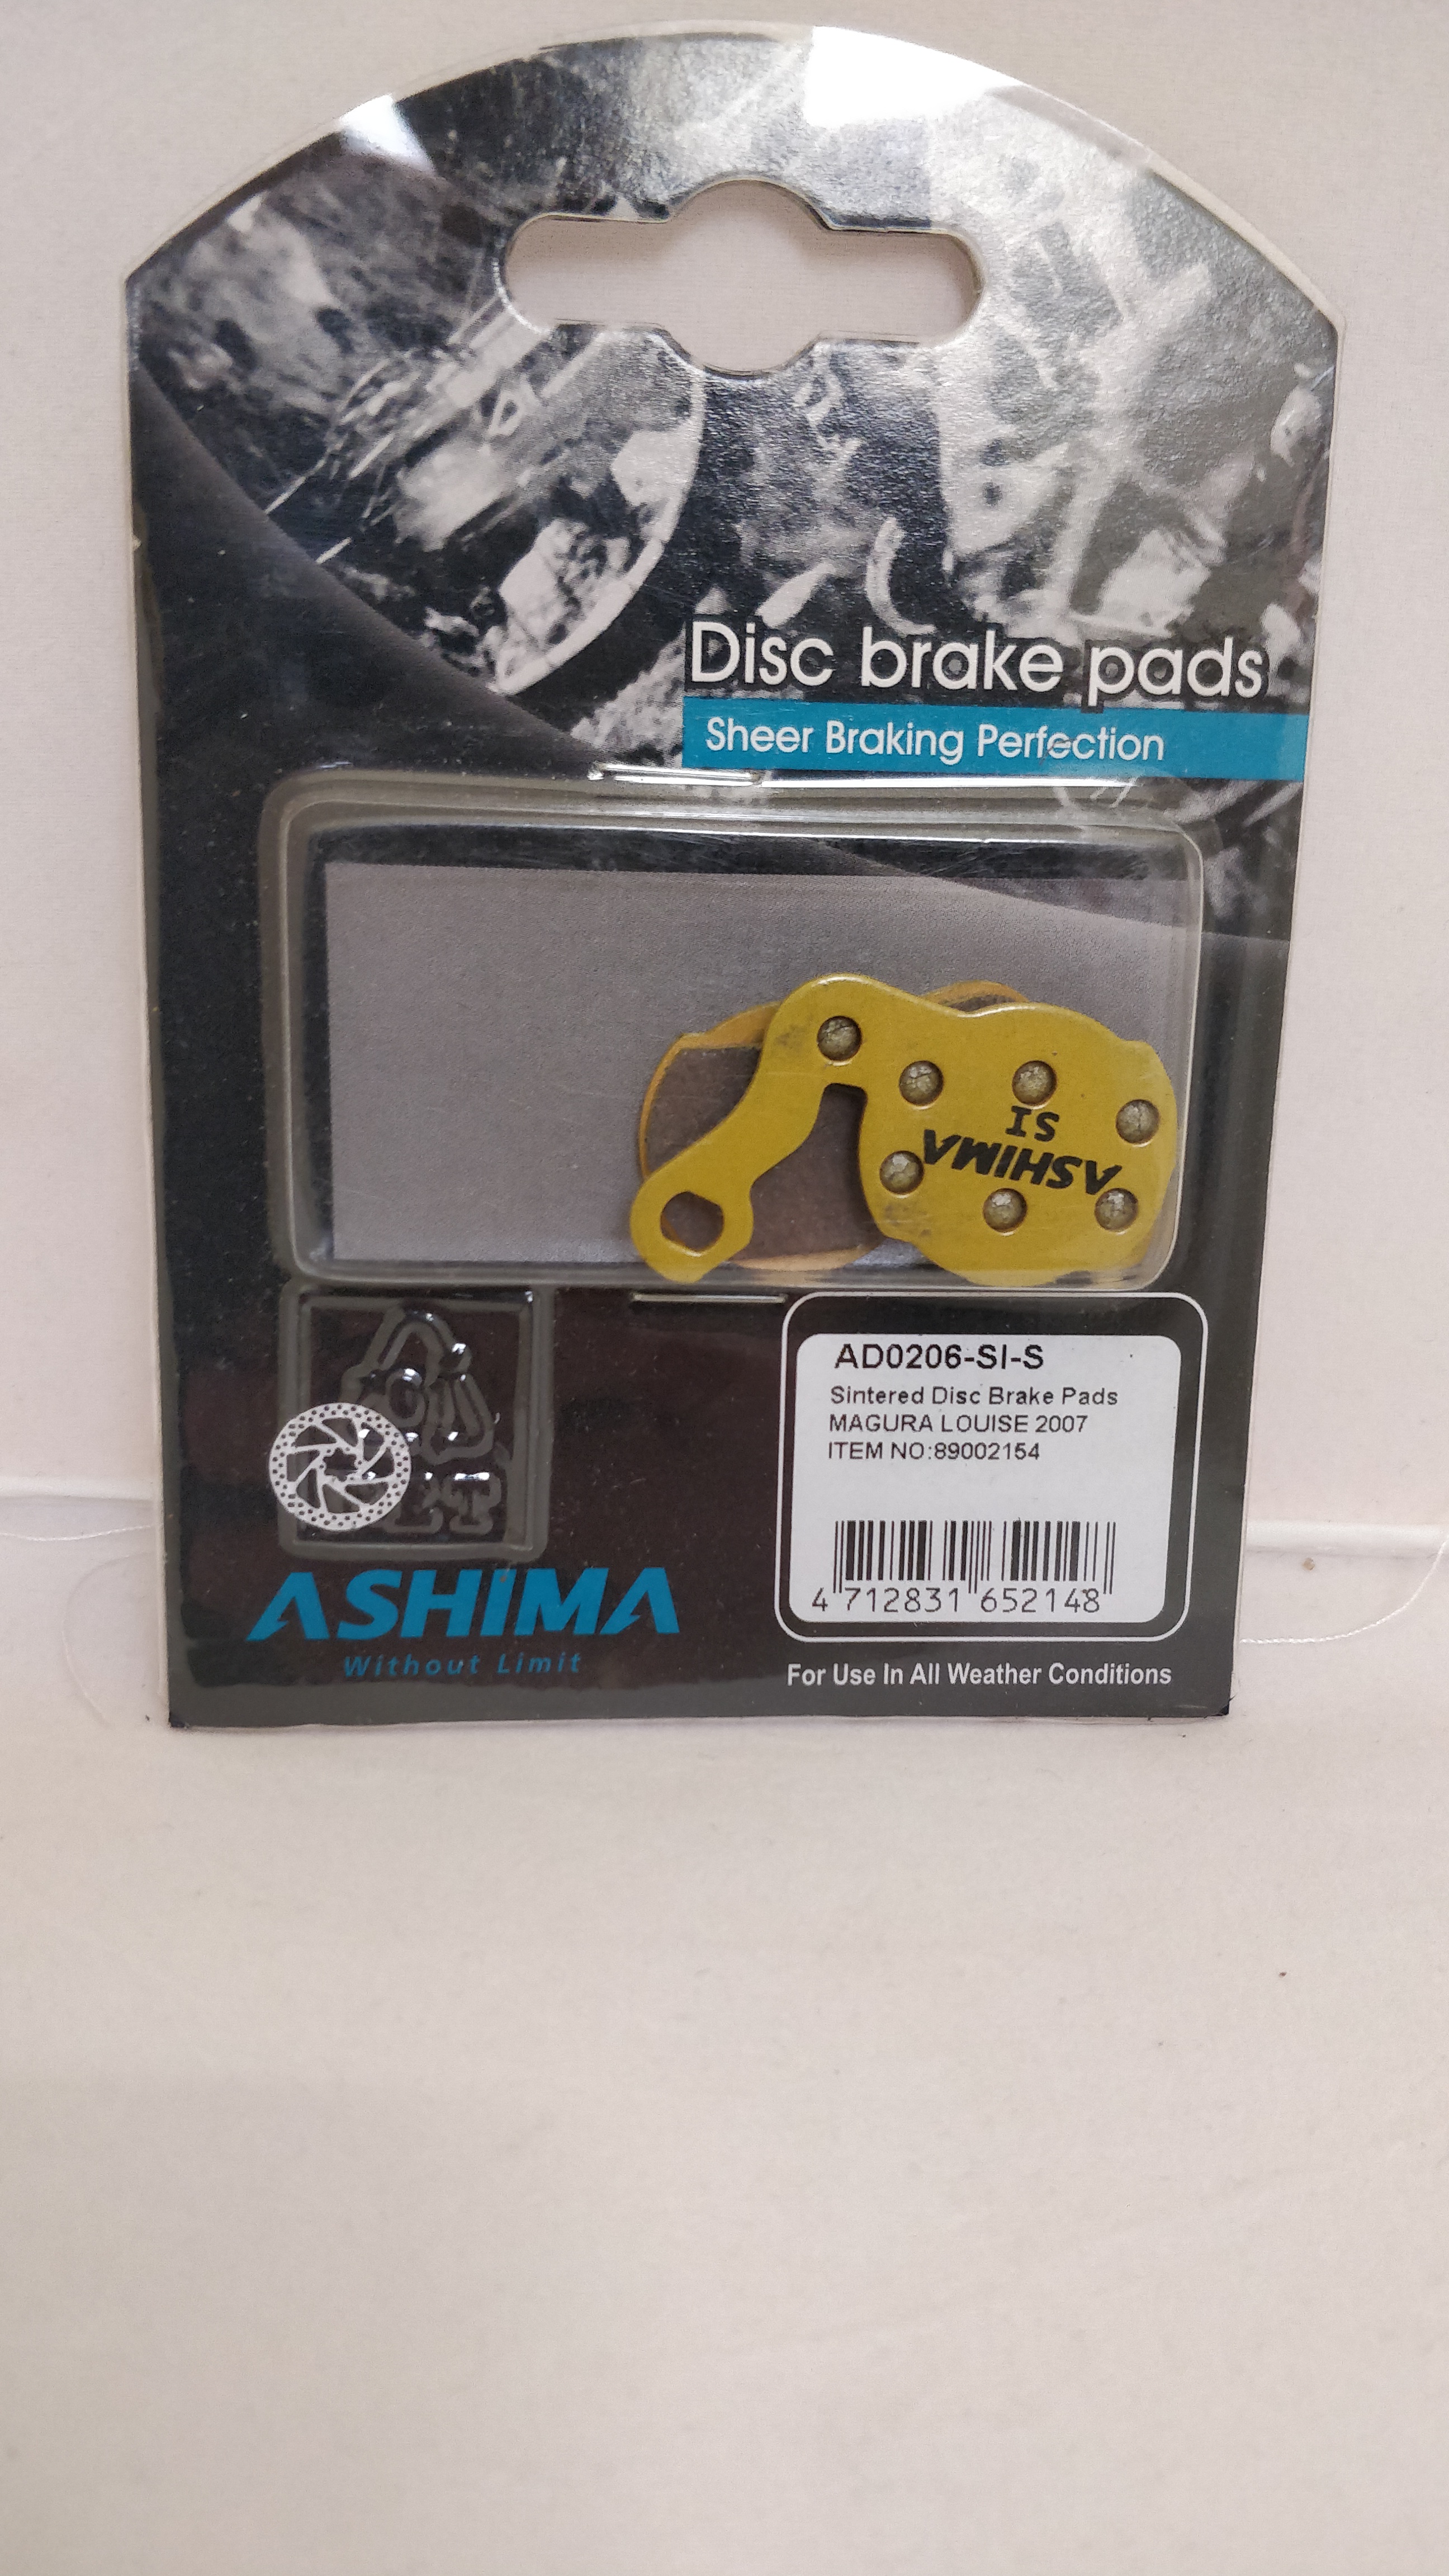 Disc brake pads
Sheer Braking Perfection
SI
ASHIMA
AD0206-SI-S
Sintered Disc Brake Pads
MAGURA LOUISE 2007
ITEM NO:89002154
4 712831 652148
ASHIMA
Without Limit
For Use In All Weather Conditions